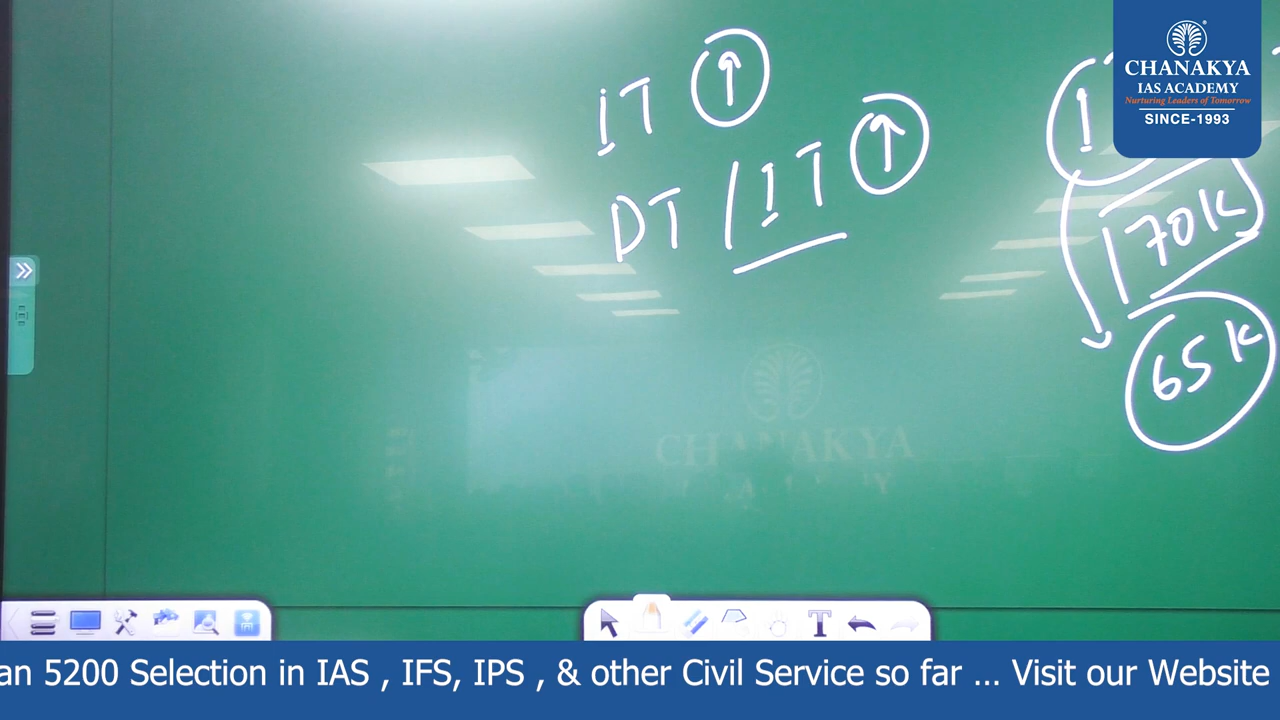 IT ↑
DT / IT ↑
170K
65K
CHANAKYA
IAS ACADEMY
Nurturing Leaders of Tomorrow
SINCE-1993
CHANAKYA
T
an 5200 Selection in IAS , IFS, IPS , & other Civil Service so far ... Visit our Website